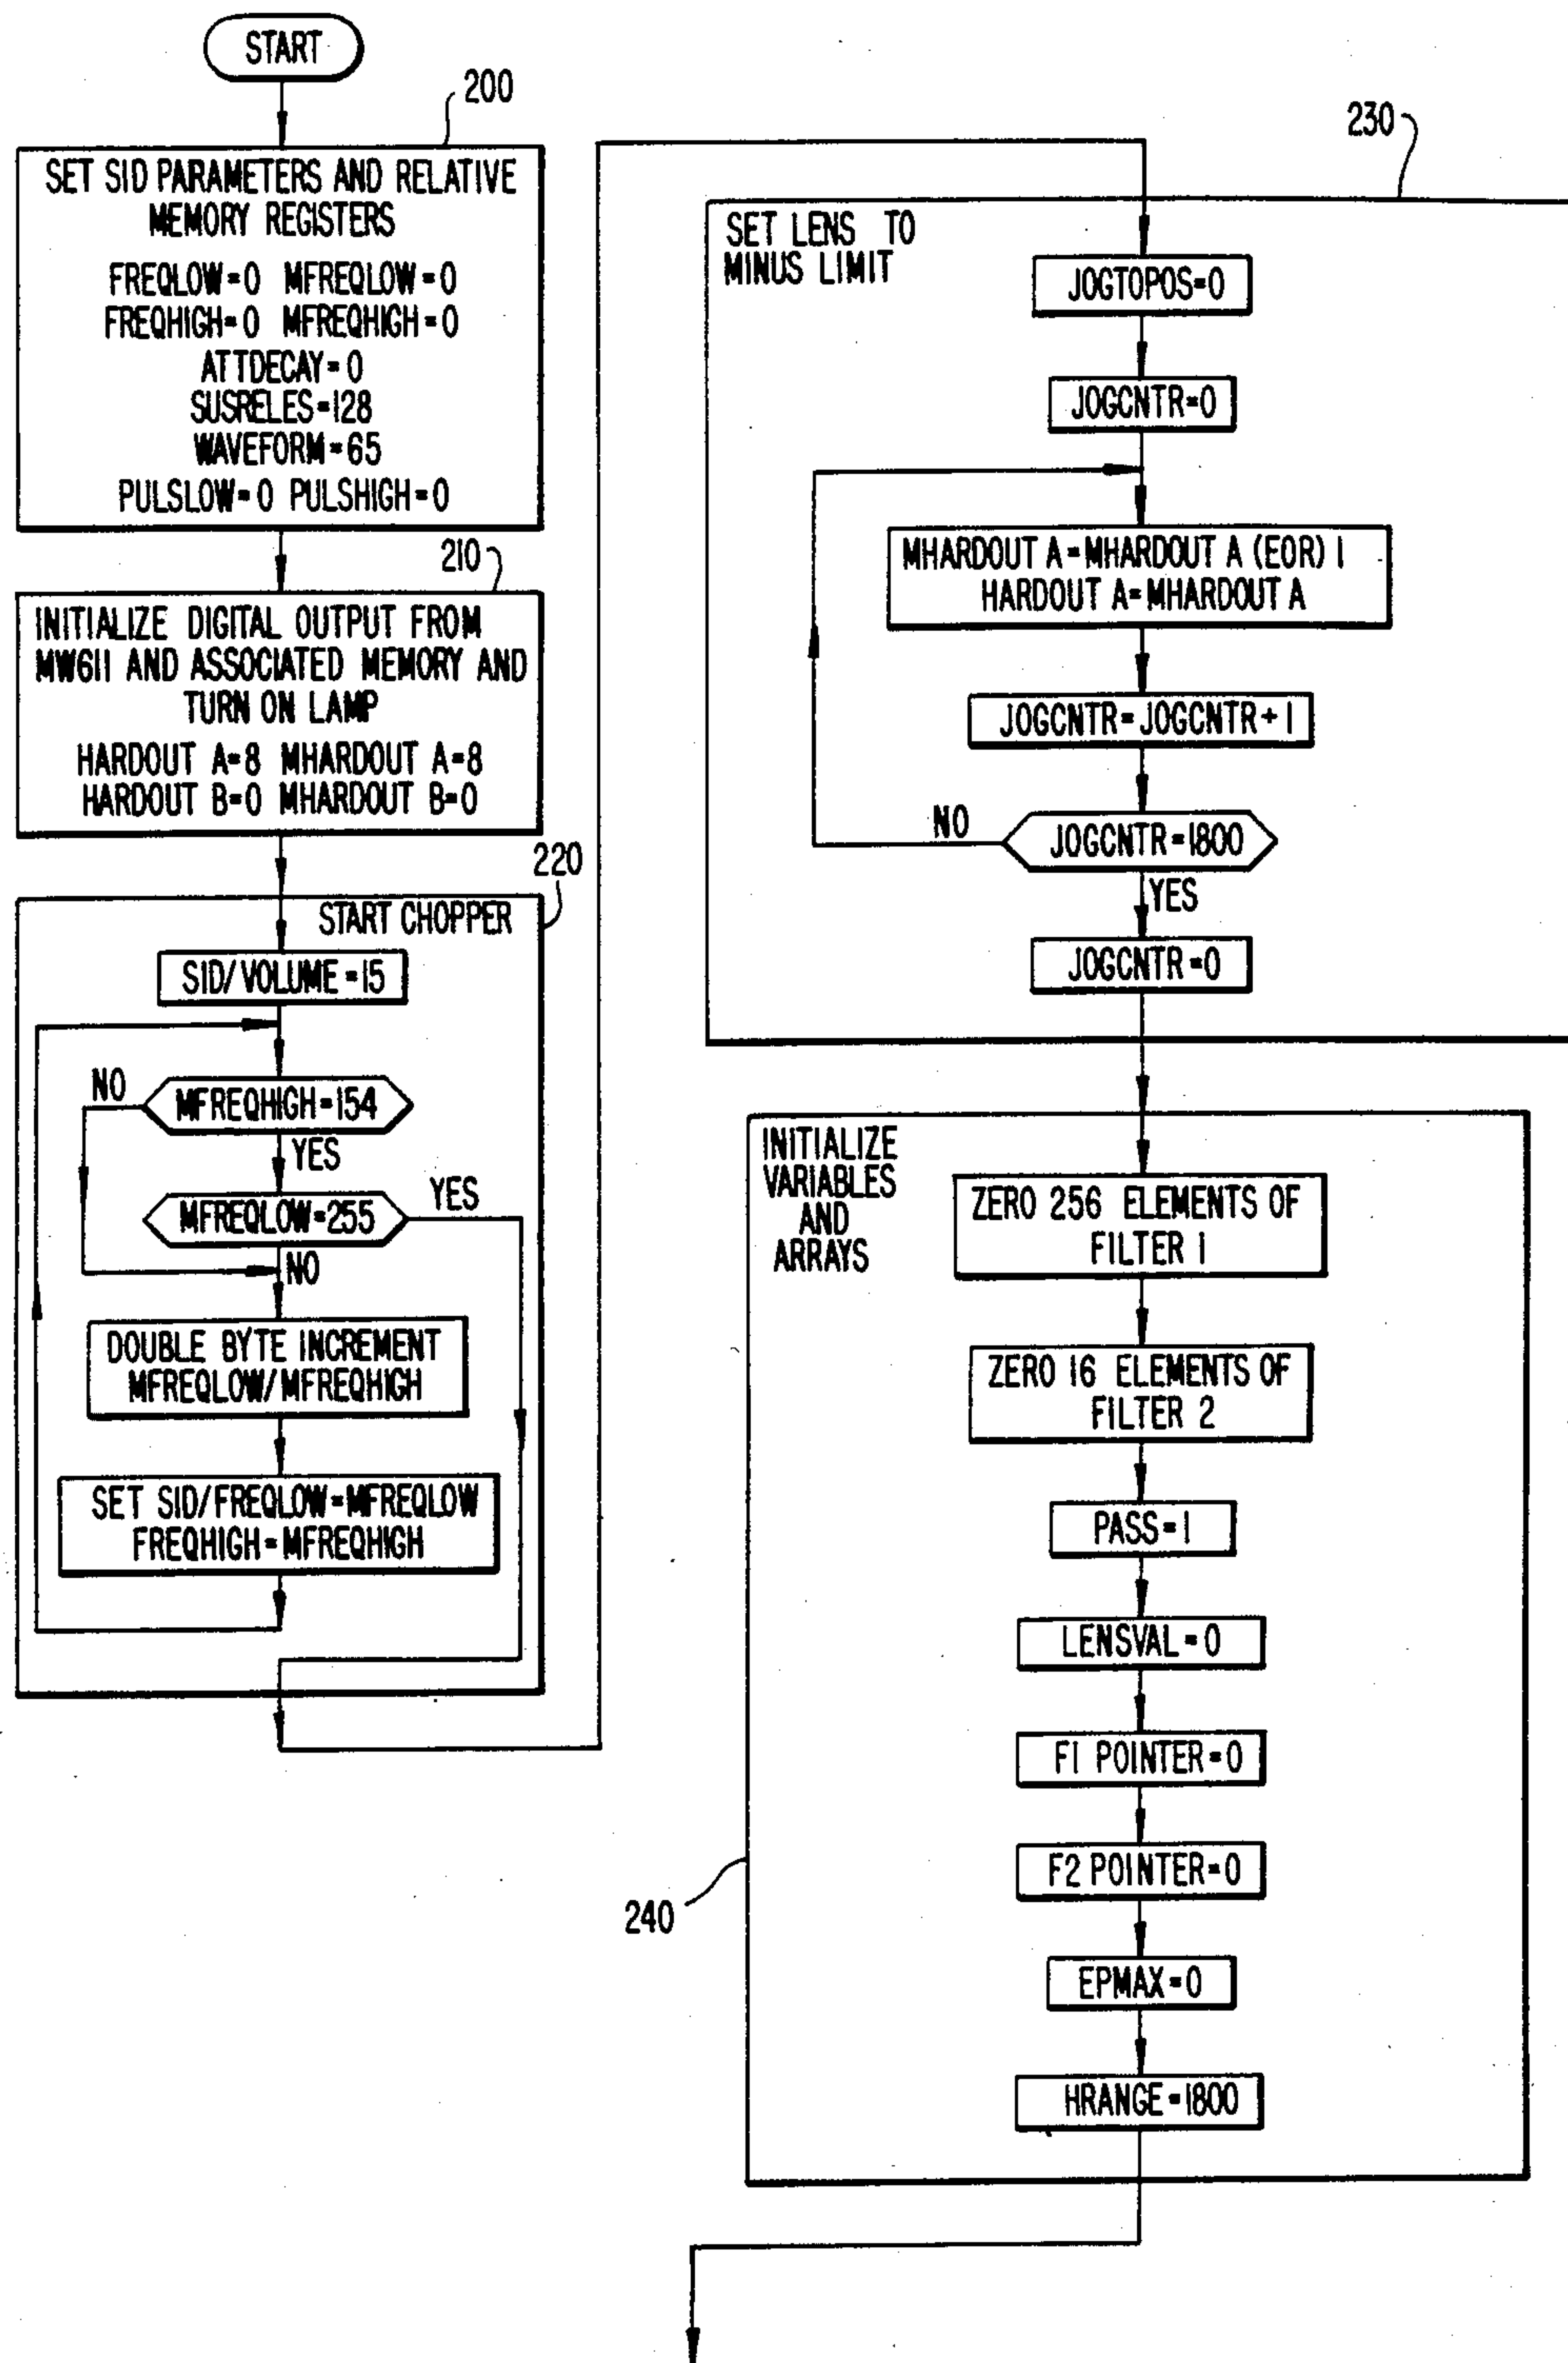 START
200
SET SID PARAMETERS AND RELATIVE
MEMORY REGISTERS
FREQLOW=0 MFREQLOW=0
FREQHIGH=0 MFREQHIGH=0
ATTDECAY=0
SUSRELES=128
WAVEFORM=65
PULSLOW=0 PULSHIGH=0
210
INITIALIZE DIGITAL OUTPUT FROM
MW611 AND ASSOCIATED MEMORY AND
TURN ON LAMP
HARDOUT A=8 MHARDOUT A=8
HARDOUT B=0 MHARDOUT B=0
220
START CHOPPER
SID/VOLUME=15
MFREQHIGH=154
NO
YES
MFREQLOW=255
YES
NO
DOUBLE BYTE INCREMENT
MFREQLOW/MFREQHIGH
SET SID/FREQLOW=MFREQLOW
FREQHIGH=MFREQHIGH
230
SET LENS TO
MINUS LIMIT
JOGTOPOS=0
JOGCNTR=0
MHARDOUT A=MHARDOUT A (EOR) 1
HARDOUT A=MHARDOUT A
JOGCNTR=JOGCNTR+1
NO
JOGCNTR=1800
YES
JOGCNTR=0
240
INITIALIZE
VARIABLES
AND
ARRAYS
ZERO 256 ELEMENTS OF
FILTER 1
ZERO 16 ELEMENTS OF
FILTER 2
PASS=1
LENSVAL=0
F1 POINTER=0
F2 POINTER=0
EPMAX=0
HRANGE=1800